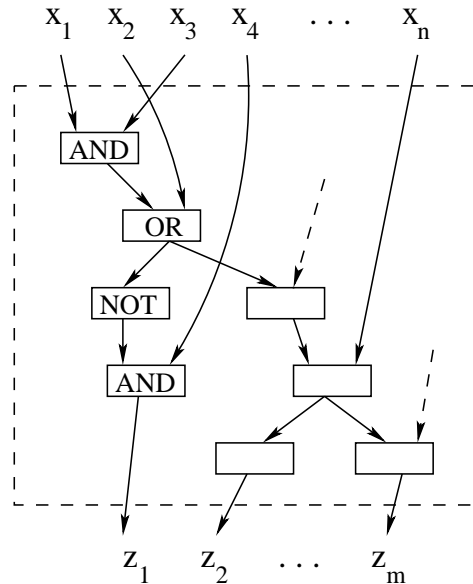 x1 x2 x3 x4 . . . xn
AND
OR
NOT
AND
z1 z2 . . . zm